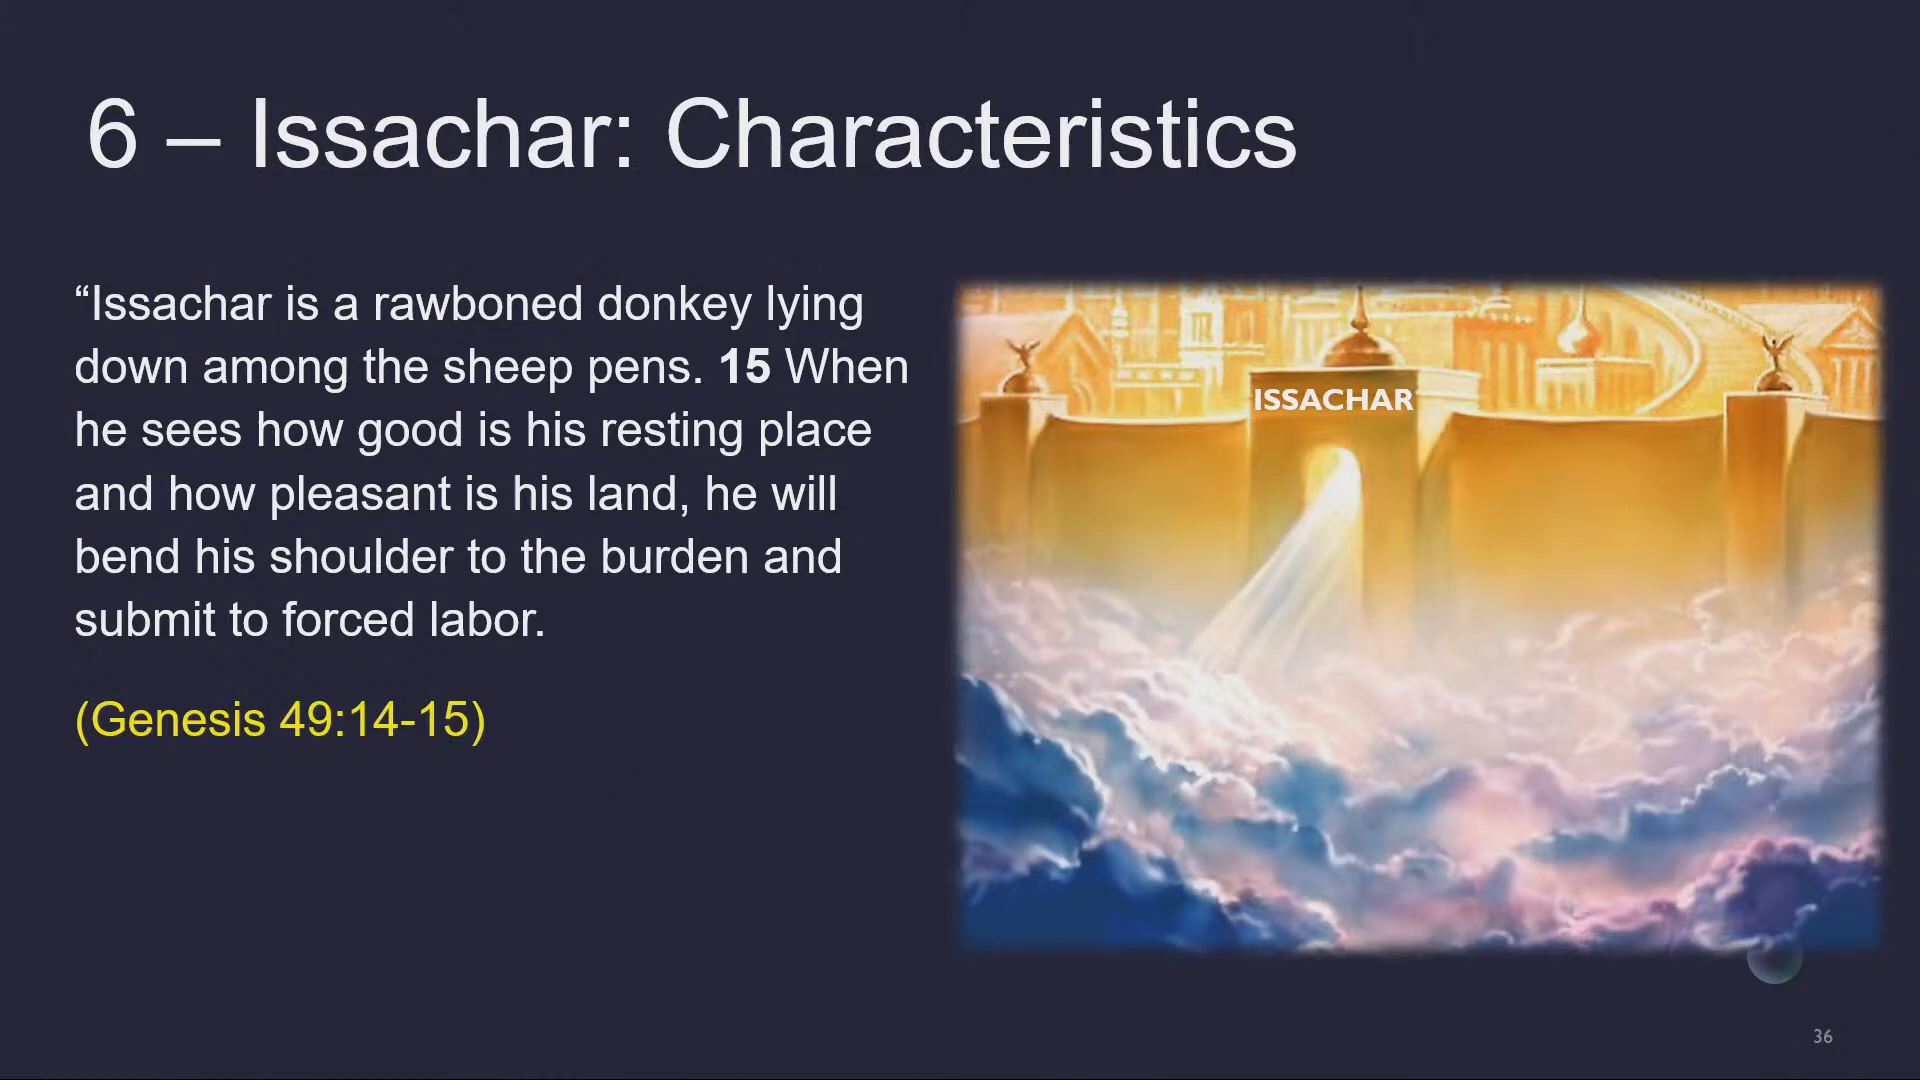 6 – Issachar: Characteristics
“Issachar is a rawboned donkey lying
down among the sheep pens. 15 When
he sees how good is his resting place
and how pleasant is his land, he will
bend his shoulder to the burden and
submit to forced labor.
(Genesis 49:14-15)
ISSACHAR
36